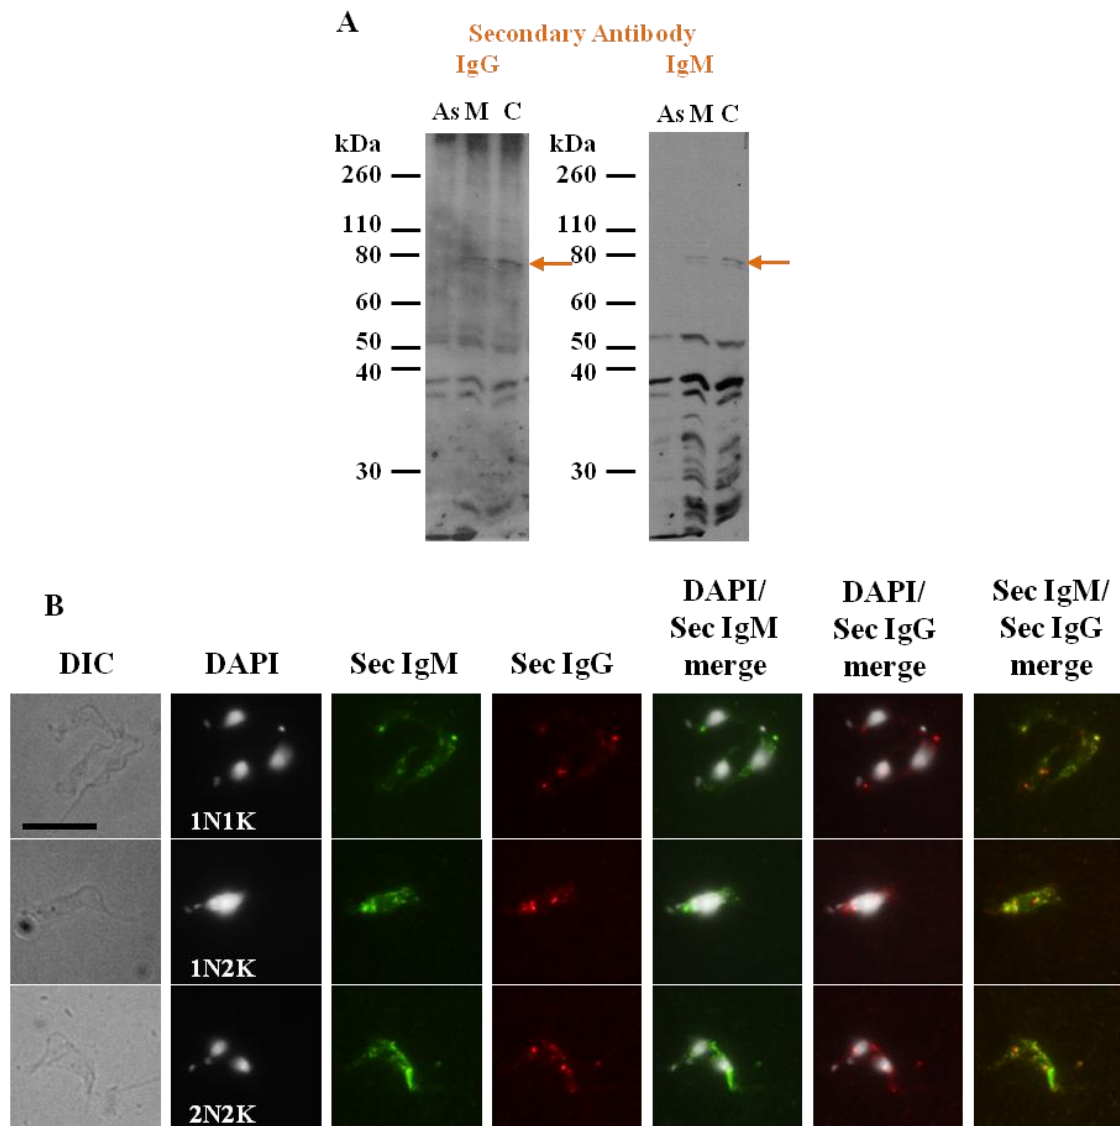 A
Secondary Antibody
IgG IgM
As M C As M C
kDa kDa
260 260
110 110
80 80
60 60
50 50
40 40
30 30
B
DIC DAPI Sec IgM Sec IgG DAPI/ Sec IgM merge DAPI/ Sec IgG merge Sec IgM/ Sec IgG merge
1N1K
1N2K
2N2K